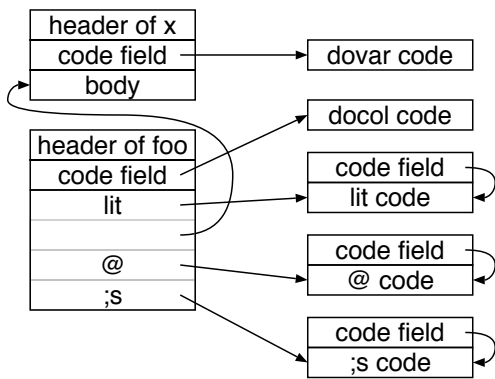 header of x
code field
body
header of foo
code field
lit
@
;s
dovar code
docol code
code field
lit code
code field
@ code
code field
;s code